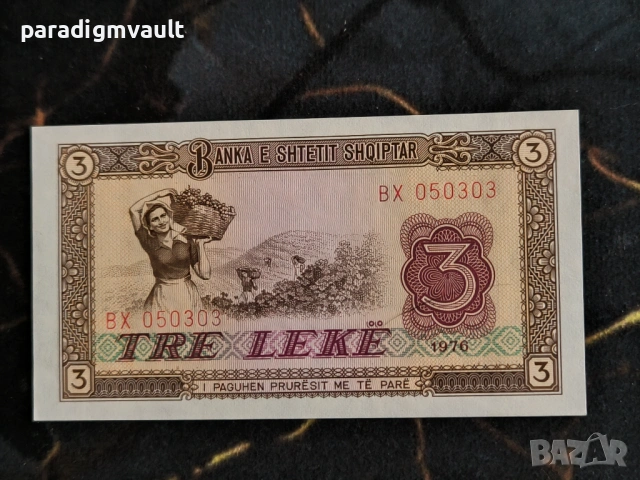 paradigmvault
3 BANKA E SHTETIT SHQIPTAR 3
BX 050303
3
BX 050303
TRE LEKË 1976
3 I PAGUHEN PRURËSIT ME TË PARË 3
BAZAR